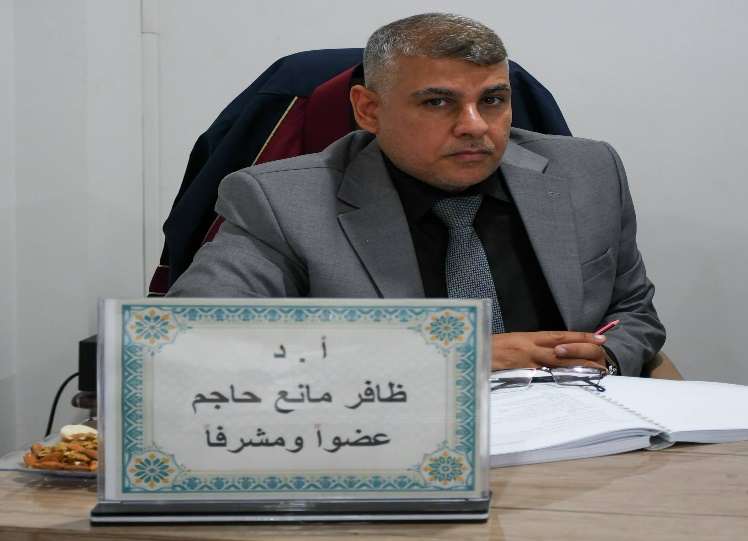 أ . د
ظافر مانع حاجم
عضواً ومشرفاً